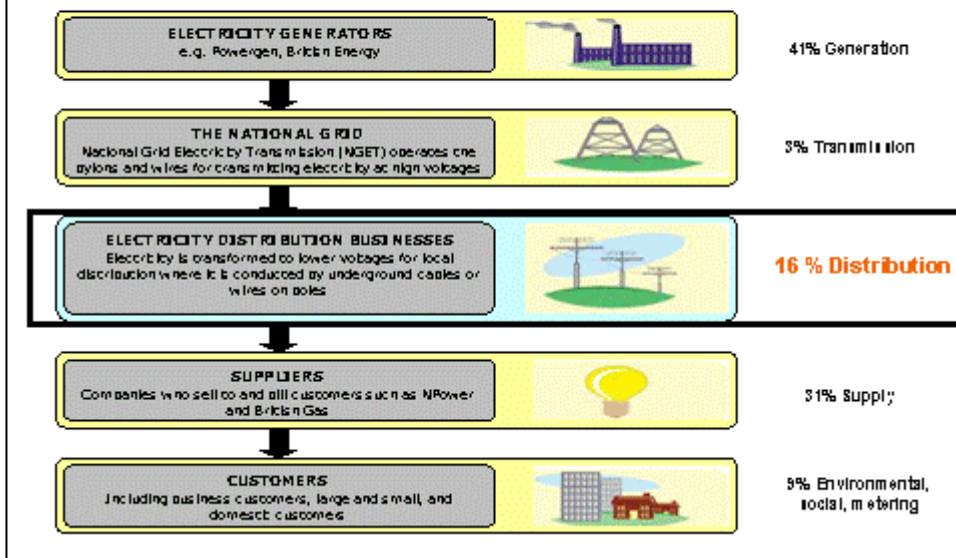 ELECTRICITY GENERATORS
e.g. Powergen, British Energy
41% Generation
THE NATIONAL GRID
National Grid Electricity Transmission (NGET) operates the
pylons and wires for transmitting electricity at high voltages
3% Transmission
ELECTRICITY DISTRIBUTION BUSINESSES
Electricity is transformed to lower voltages for local
distribution where it is conducted by underground cables or
wires on poles
16 % Distribution
SUPPLIERS
Companies who sell to and bill customers such as NPower
and British Gas
31% Supply
CUSTOMERS
Including business customers, large and small, and
domestic customers
9% Environmental,
social, metering